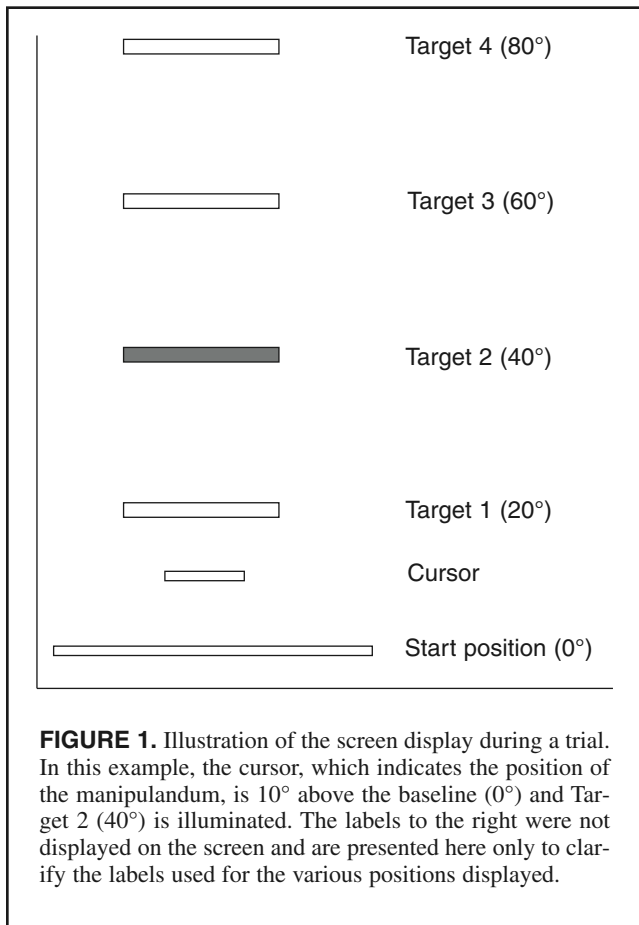 Target 4 (80°)
Target 3 (60°)
Target 2 (40°)
Target 1 (20°)
Cursor
Start position (0°)
FIGURE 1. Illustration of the screen display during a trial.
In this example, the cursor, which indicates the position of
the manipulandum, is 10° above the baseline (0°) and Tar-
get 2 (40°) is illuminated. The labels to the right were not
displayed on the screen and are presented here only to clar-
ify the labels used for the various positions displayed.